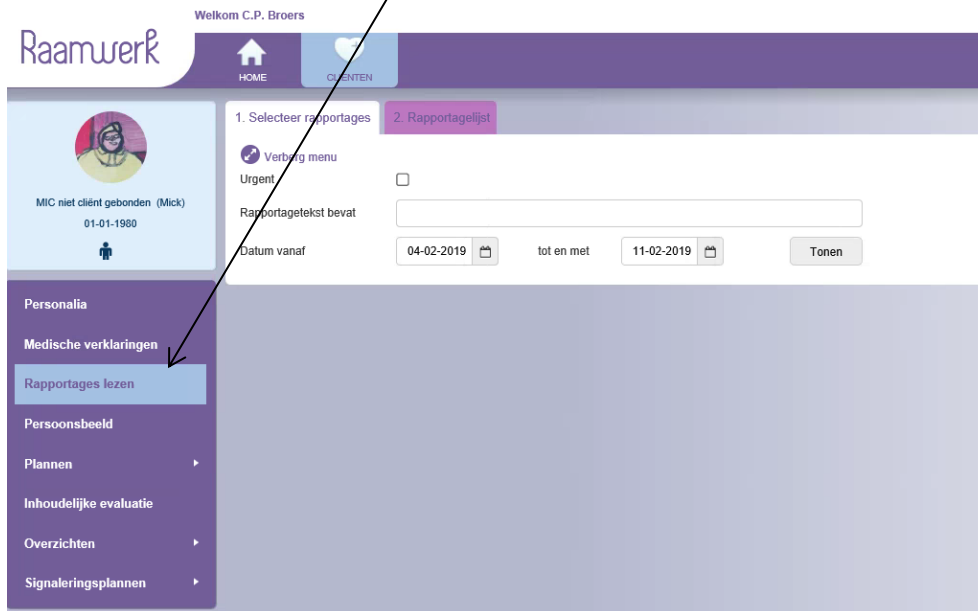 Welkom C.P. Broers
Raamwerk
HOME
CLIENTEN
MIC niet cliënt gebonden (Mick)
01-01-1980
1. Selecteer rapportages
2. Rapportagelijst
Verberg menu
Urgent
Rapportagetekst bevat
Datum vanaf 04-02-2019 tot en met 11-02-2019 Tonen
Personalia
Medische verklaringen
Rapportages lezen
Persoonsbeeld
Plannen
Inhoudelijke evaluatie
Overzichten
Signaleringsplannen